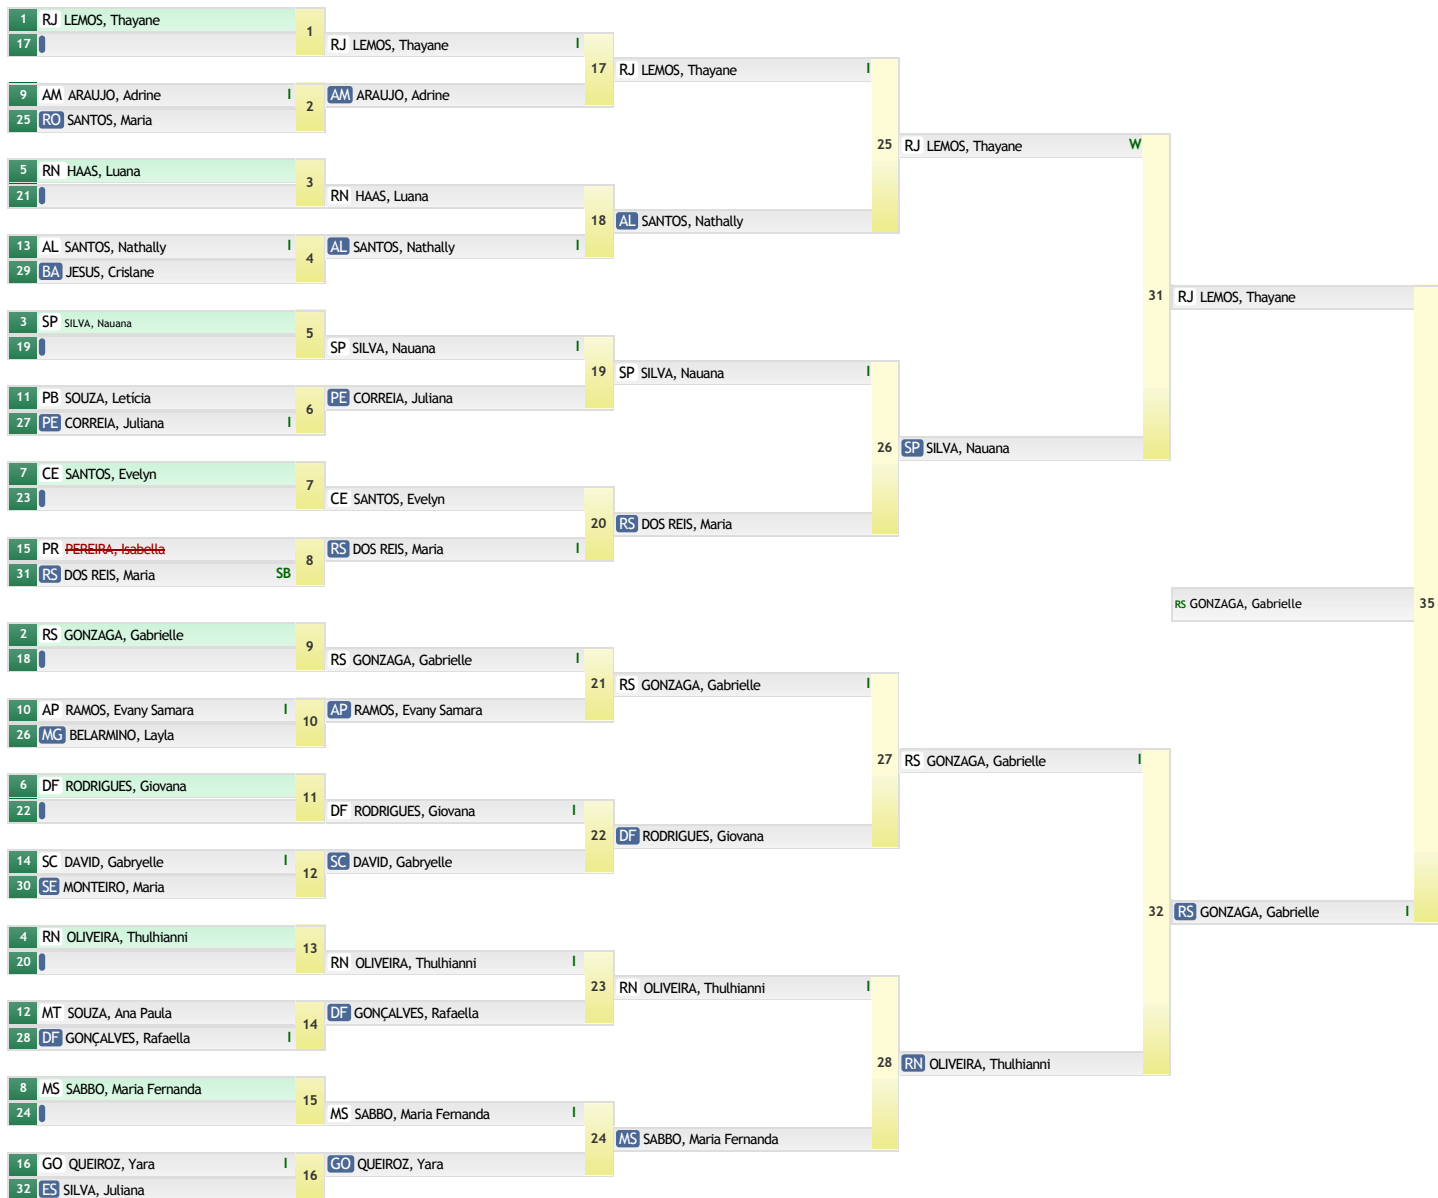 1 RJ LEMOS, Thayane
17
1
RJ LEMOS, Thayane I
9 AM ARAUJO, Adrine I
25 RO SANTOS, Maria
2
AM ARAUJO, Adrine
17
RJ LEMOS, Thayane I
5 RN HAAS, Luana
21
3
RN HAAS, Luana
13 AL SANTOS, Nathally I
29 BA JESUS, Crislane
4
AL SANTOS, Nathally I
18
AL SANTOS, Nathally
25
RJ LEMOS, Thayane W
3 SP SILVA, Nauana
19
5
SP SILVA, Nauana I
11 PB SOUZA, Letícia
27 PE CORREIA, Juliana I
6
PE CORREIA, Juliana
19
SP SILVA, Nauana I
7 CE SANTOS, Evelyn
23
7
CE SANTOS, Evelyn
15 PR PEREIRA, Isabella
31 RS DOS REIS, Maria SB
8
RS DOS REIS, Maria I
20
RS DOS REIS, Maria
26
SP SILVA, Nauana
31
RJ LEMOS, Thayane
RS GONZAGA, Gabrielle
35
2 RS GONZAGA, Gabrielle
18
9
RS GONZAGA, Gabrielle I
10 AP RAMOS, Evany Samara I
26 MG BELARMINO, Layla
10
AP RAMOS, Evany Samara
21
RS GONZAGA, Gabrielle I
6 DF RODRIGUES, Giovana
22
11
DF RODRIGUES, Giovana I
14 SC DAVID, Gabryelle I
30 SE MONTEIRO, Maria
12
SC DAVID, Gabryelle
22
DF RODRIGUES, Giovana
27
RS GONZAGA, Gabrielle I
4 RN OLIVEIRA, Thulhianni
20
13
RN OLIVEIRA, Thulhianni I
12 MT SOUZA, Ana Paula
28 DF GONÇALVES, Rafaella I
14
DF GONÇALVES, Rafaella
23
RN OLIVEIRA, Thulhianni I
8 MS SABBO, Maria Fernanda
24
15
MS SABBO, Maria Fernanda I
16 GO QUEIROZ, Yara I
32 ES SILVA, Juliana
16
GO QUEIROZ, Yara
24
MS SABBO, Maria Fernanda
28
RN OLIVEIRA, Thulhianni
32
RS GONZAGA, Gabrielle I